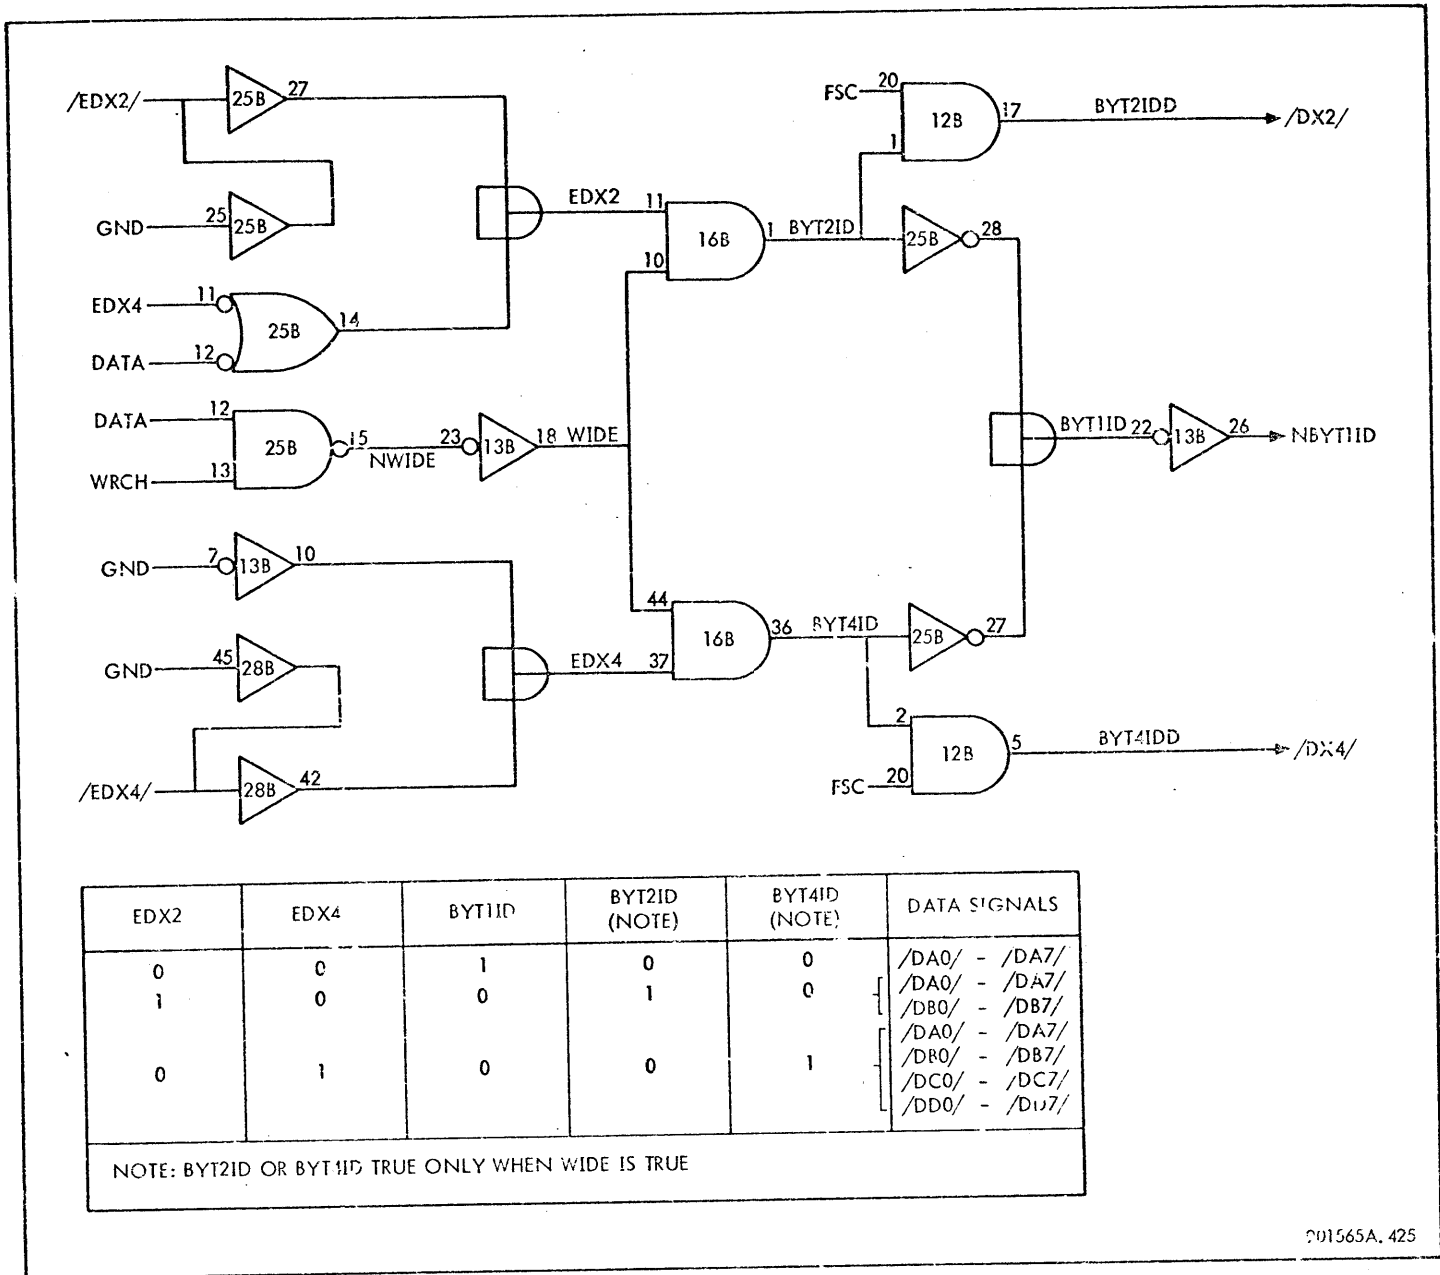 /EDX2/
25B
27
GND
25
25B
EDX4
11
DATA
12
25B
14
DATA
12
WRCH
13
25B
15
NWIDE
23
13B
18
WIDE
GND
7
13B
10
GND
45
28B
/EDX4/
28B
42
EDX2
11
10
16B
1
BYT2ID
EDX4
44
37
16B
36
BYT4ID
FSC
20
1
12B
17
BYT2IDD
/DX2/
25B
28
BYT1ID
22
13B
26
NBYT1ID
25B
27
2
FSC
20
12B
5
BYT4IDD
/DX4/
EDX2 EDX4 BYT1ID BYT2ID (NOTE) BYT4ID (NOTE) DATA SIGNALS
0 0 1 0 0 /DA0/ - /DA7/
1 0 0 1 0 /DA0/ - /DA7/
/DB0/ - /DB7/
/DA0/ - /DA7/
0 1 0 0 1 /DB0/ - /DB7/
/DC0/ - /DC7/
/DD0/ - /DD7/
NOTE: BYT2ID OR BYT4ID TRUE ONLY WHEN WIDE IS TRUE
901565A. 425